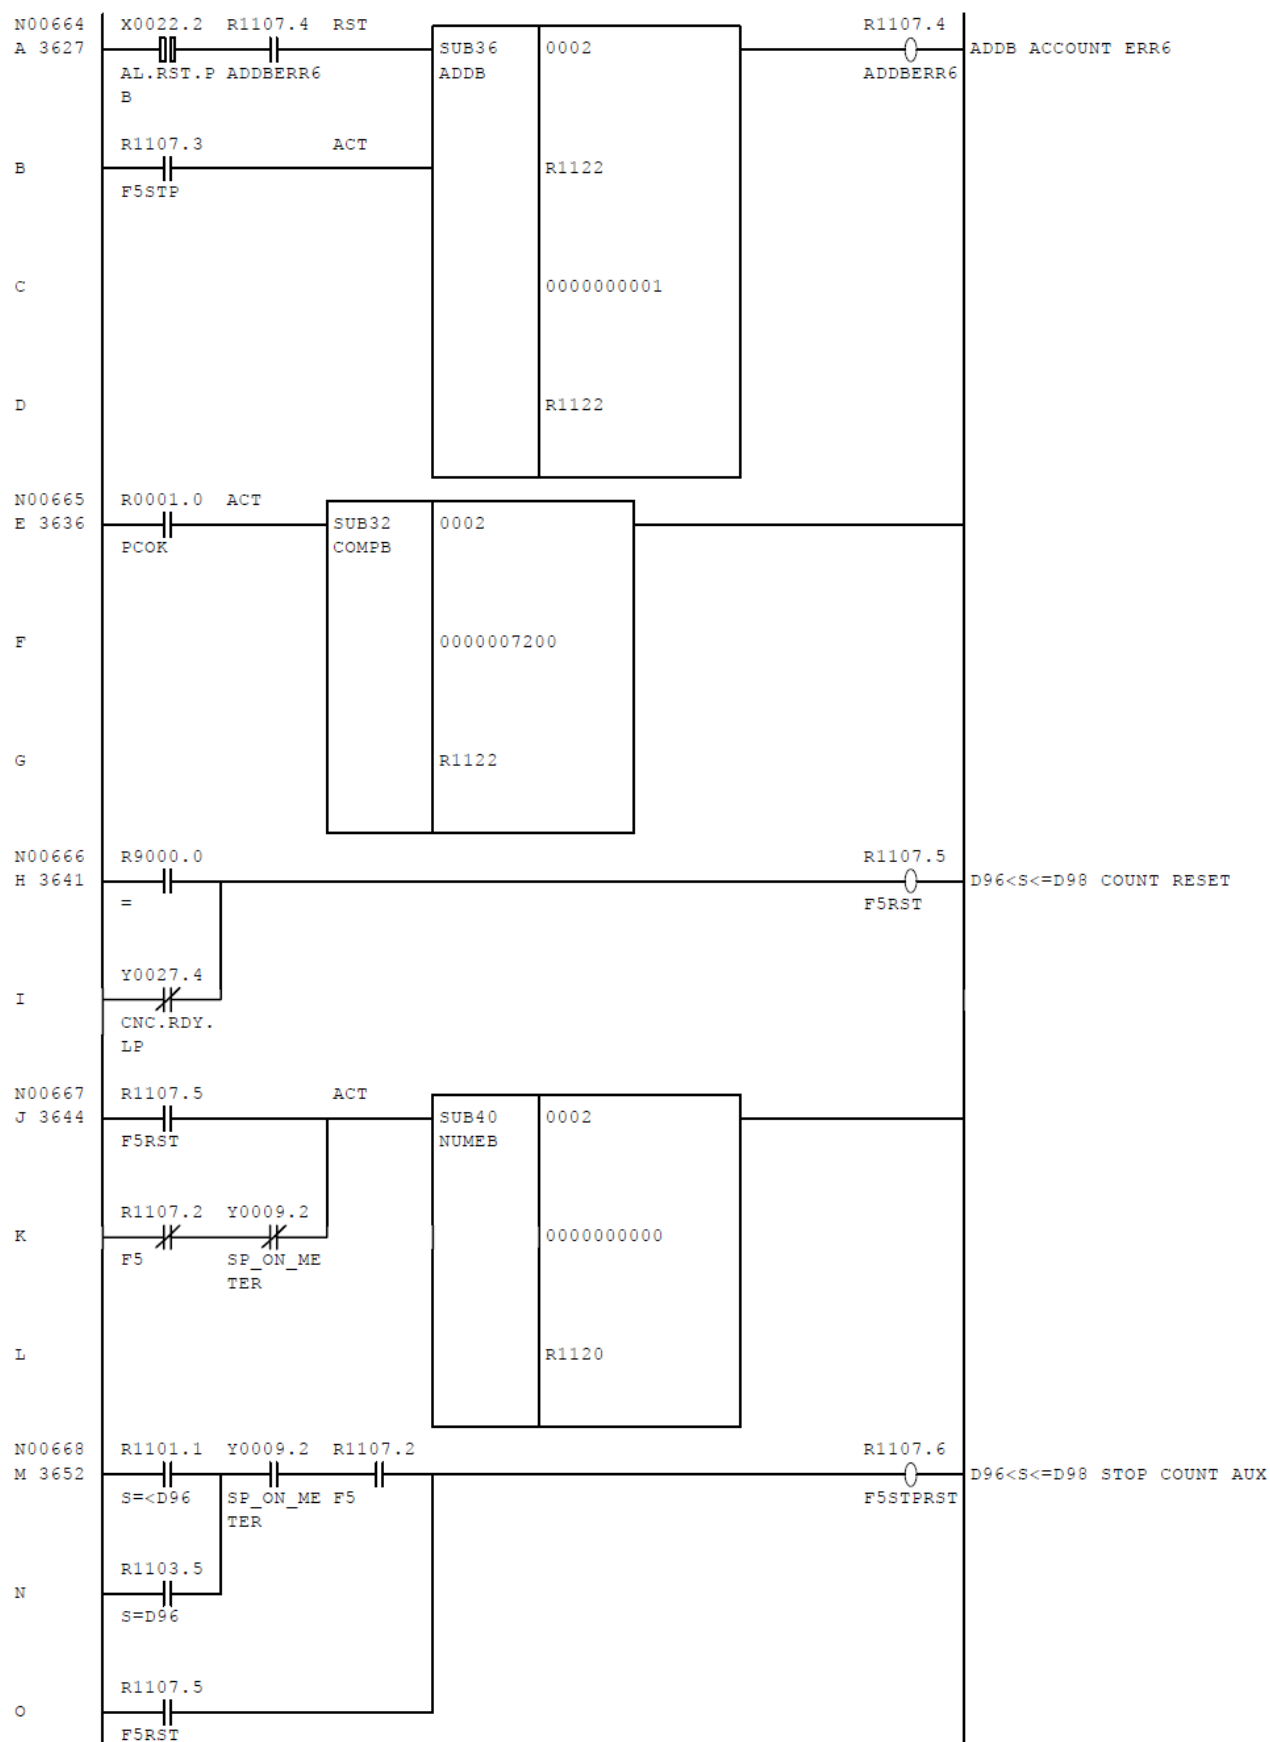 N00664 X0022.2 R1107.4 RST R1107.4
A 3627 SUB36 0002 ADDB ACCOUNT ERR6
AL.RST.P ADDBERR6 ADDB ADDBERR6
B
R1107.3 ACT
B R1122
F5STP
C 0000000001
D R1122
N00665 R0001.0 ACT
E 3636 SUB32 0002
PCOK COMPB
F 0000007200
G R1122
N00666 R9000.0 R1107.5
H 3641 D96<S<=D98 COUNT RESET
= F5RST
Y0027.4
I
CNC.RDY.
LP
N00667 R1107.5 ACT
J 3644 SUB40 0002
F5RST NUMEB
R1107.2 Y0009.2
K 0000000000
F5 SP_ON_ME
TER
L R1120
N00668 R1101.1 Y0009.2 R1107.2 R1107.6
M 3652 D96<S<=D98 STOP COUNT AUX
S=<D96 SP_ON_ME F5 F5STPRST
TER
R1103.5
N
S=D96
R1107.5
O
F5RST